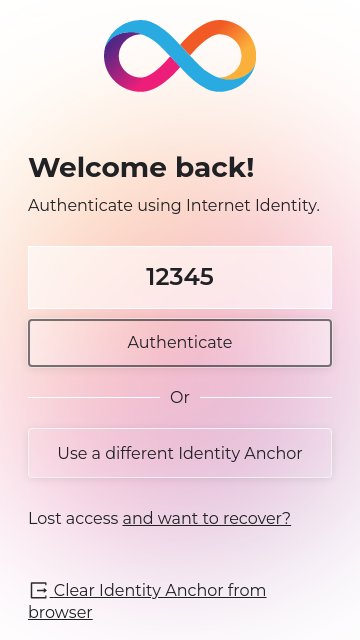 Welcome back!
Authenticate using Internet Identity.
12345
Authenticate
Or
Use a different Identity Anchor
Lost access and want to recover?
Clear Identity Anchor from
browser